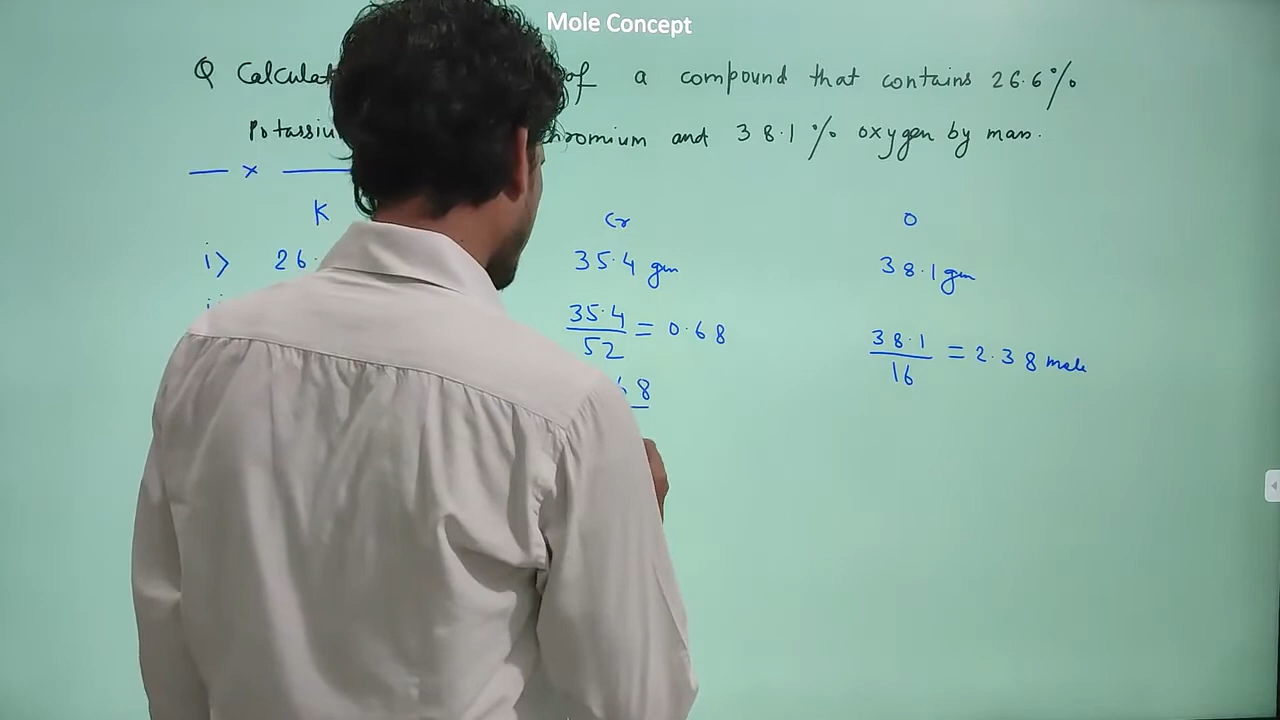 Mole Concept
Q Calculat of a compound that contains 26.6%
Potassiu hromium and 38.1% oxygen by mass.
— x —
K Cr O
i) 26. 35.4 gm 38.1 gm
35.4/52 = 0.68 38.1/16 = 2.38 mole
68